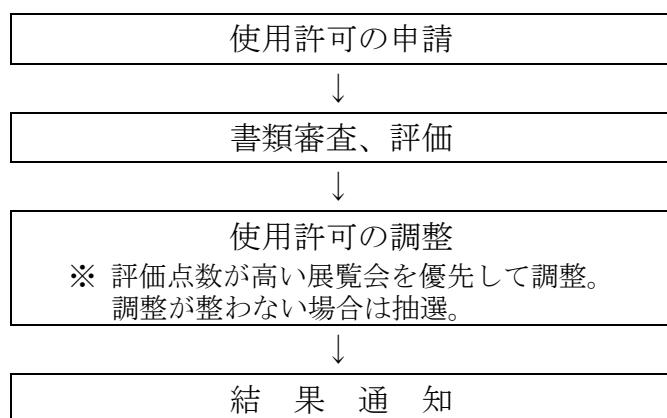 使用許可の申請
↓
書類審査、評価
↓
使用許可の調整
※ 評価点数が高い展覧会を優先して調整。
調整が整わない場合は抽選。
↓
結 果 通 知